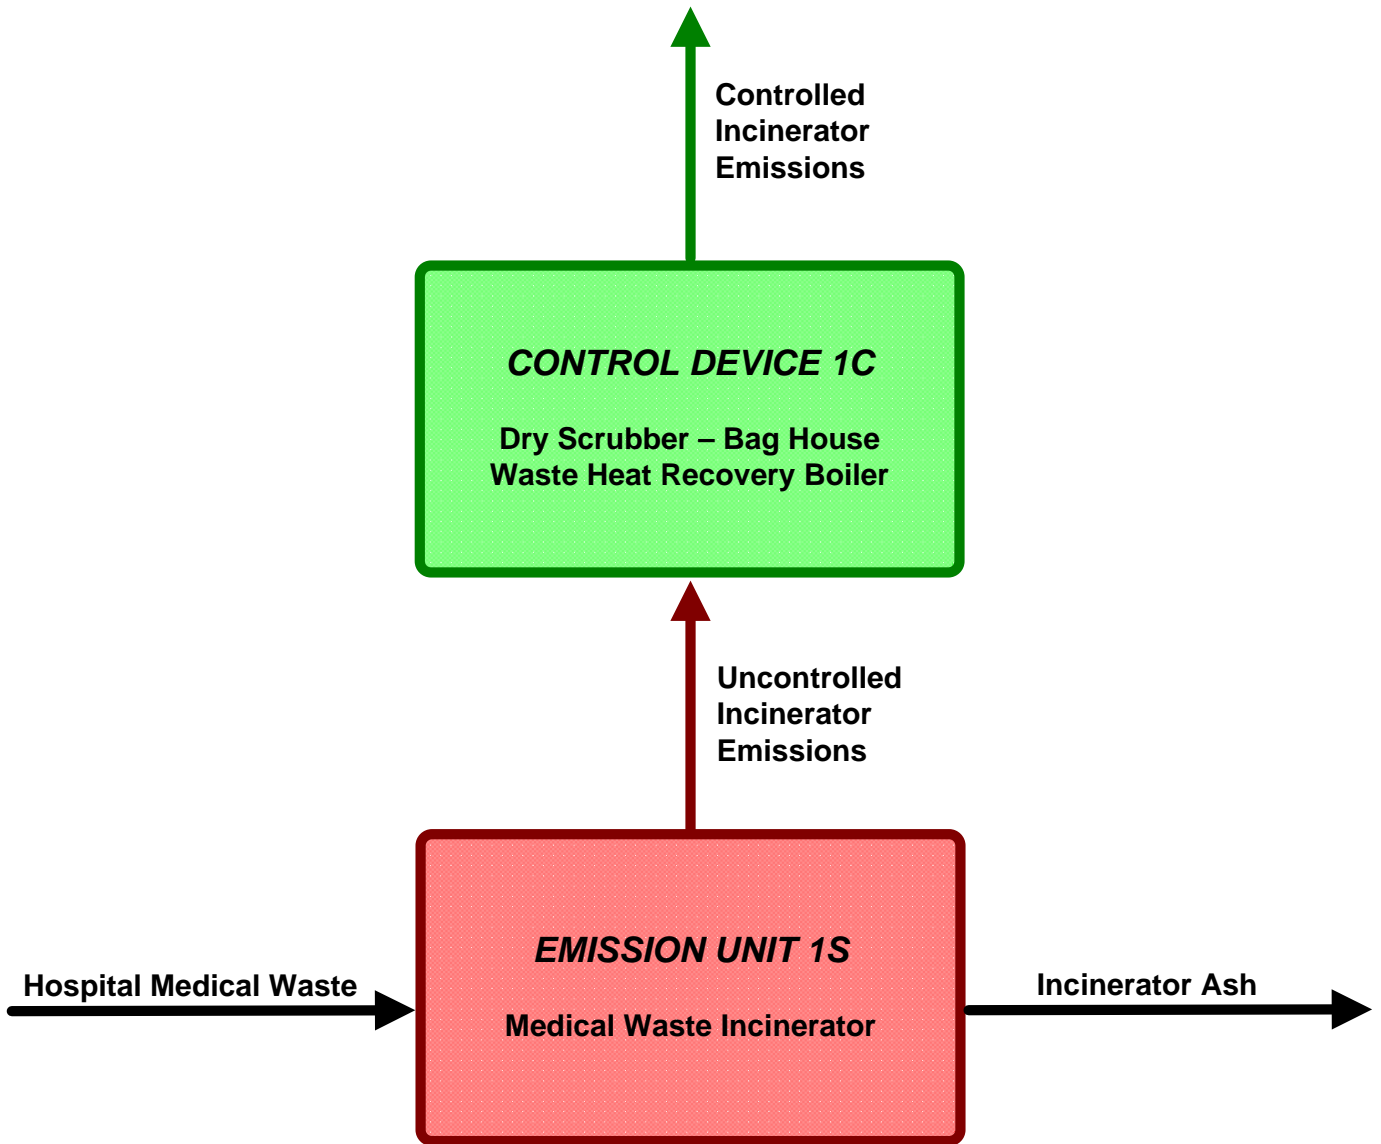 Controlled
Incinerator
Emissions
CONTROL DEVICE 1C
Dry Scrubber – Bag House
Waste Heat Recovery Boiler
Uncontrolled
Incinerator
Emissions
EMISSION UNIT 1S
Hospital Medical Waste
Incinerator Ash
Medical Waste Incinerator